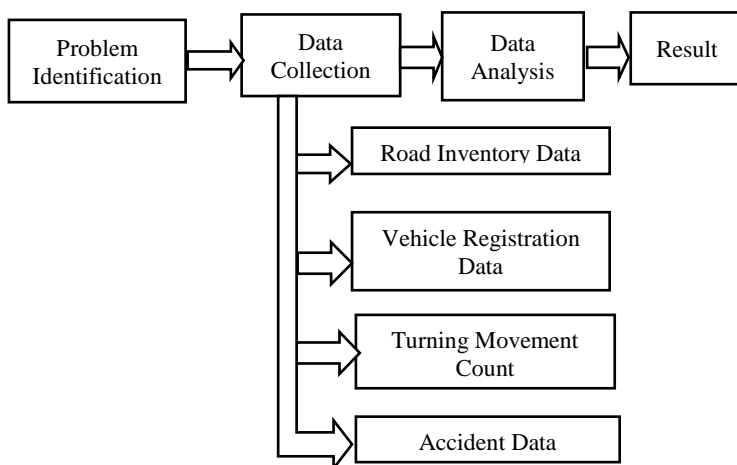 Problem
Identification
Data
Collection
Data
Analysis
Result
Road Inventory Data
Vehicle Registration
Data
Turning Movement
Count
Accident Data